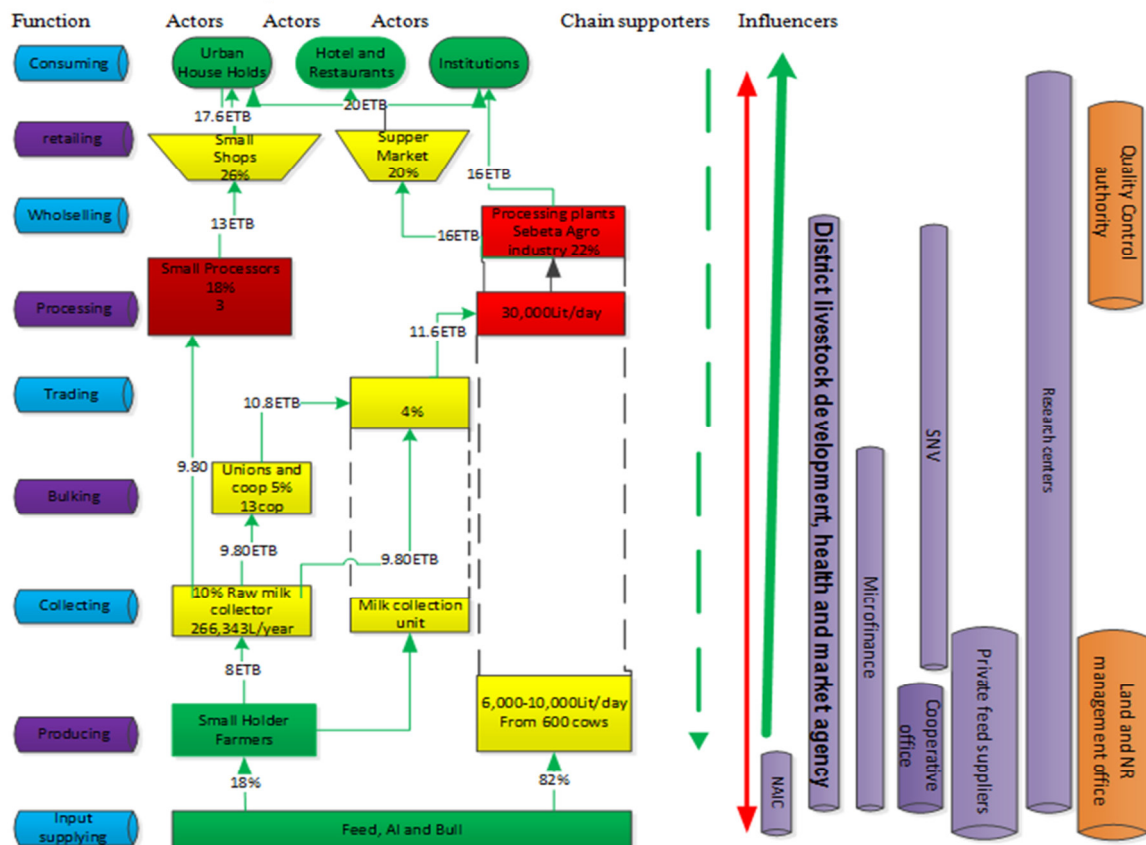 Function
Actors
Actors
Actors
Chain supporters
Influencers
Consuming
Urban
House Holds
Hotel and
Restaurants
Institutions
17.6ETB
20ETB
retailing
Small
Shops
26%
Supper
Market
20%
16ETB
Wholselling
13ETB
16ETB
Processing plants
Sebeta Agro
industry 22%
Processing
Small Processors
18%
3
30,000Lit/day
11.6ETB
Trading
10.8ETB
4%
9.80
Bulking
Unions and
coop 5%
13cop
9.80ETB
9.80ETB
Collecting
10% Raw milk
collector
266,343L/year
Milk collection
unit
8ETB
Producing
Small Holder
Farmers
6,000-10,000Lit/day
From 600 cows
18%
82%
Input
supplying
Feed, AI and Bull
NAIC
District livestock development, health and market agency
Microfinance
SNV
Cooperative
office
Private feed suppliers
Research centers
Quality Control
authority
Land and NR
management office